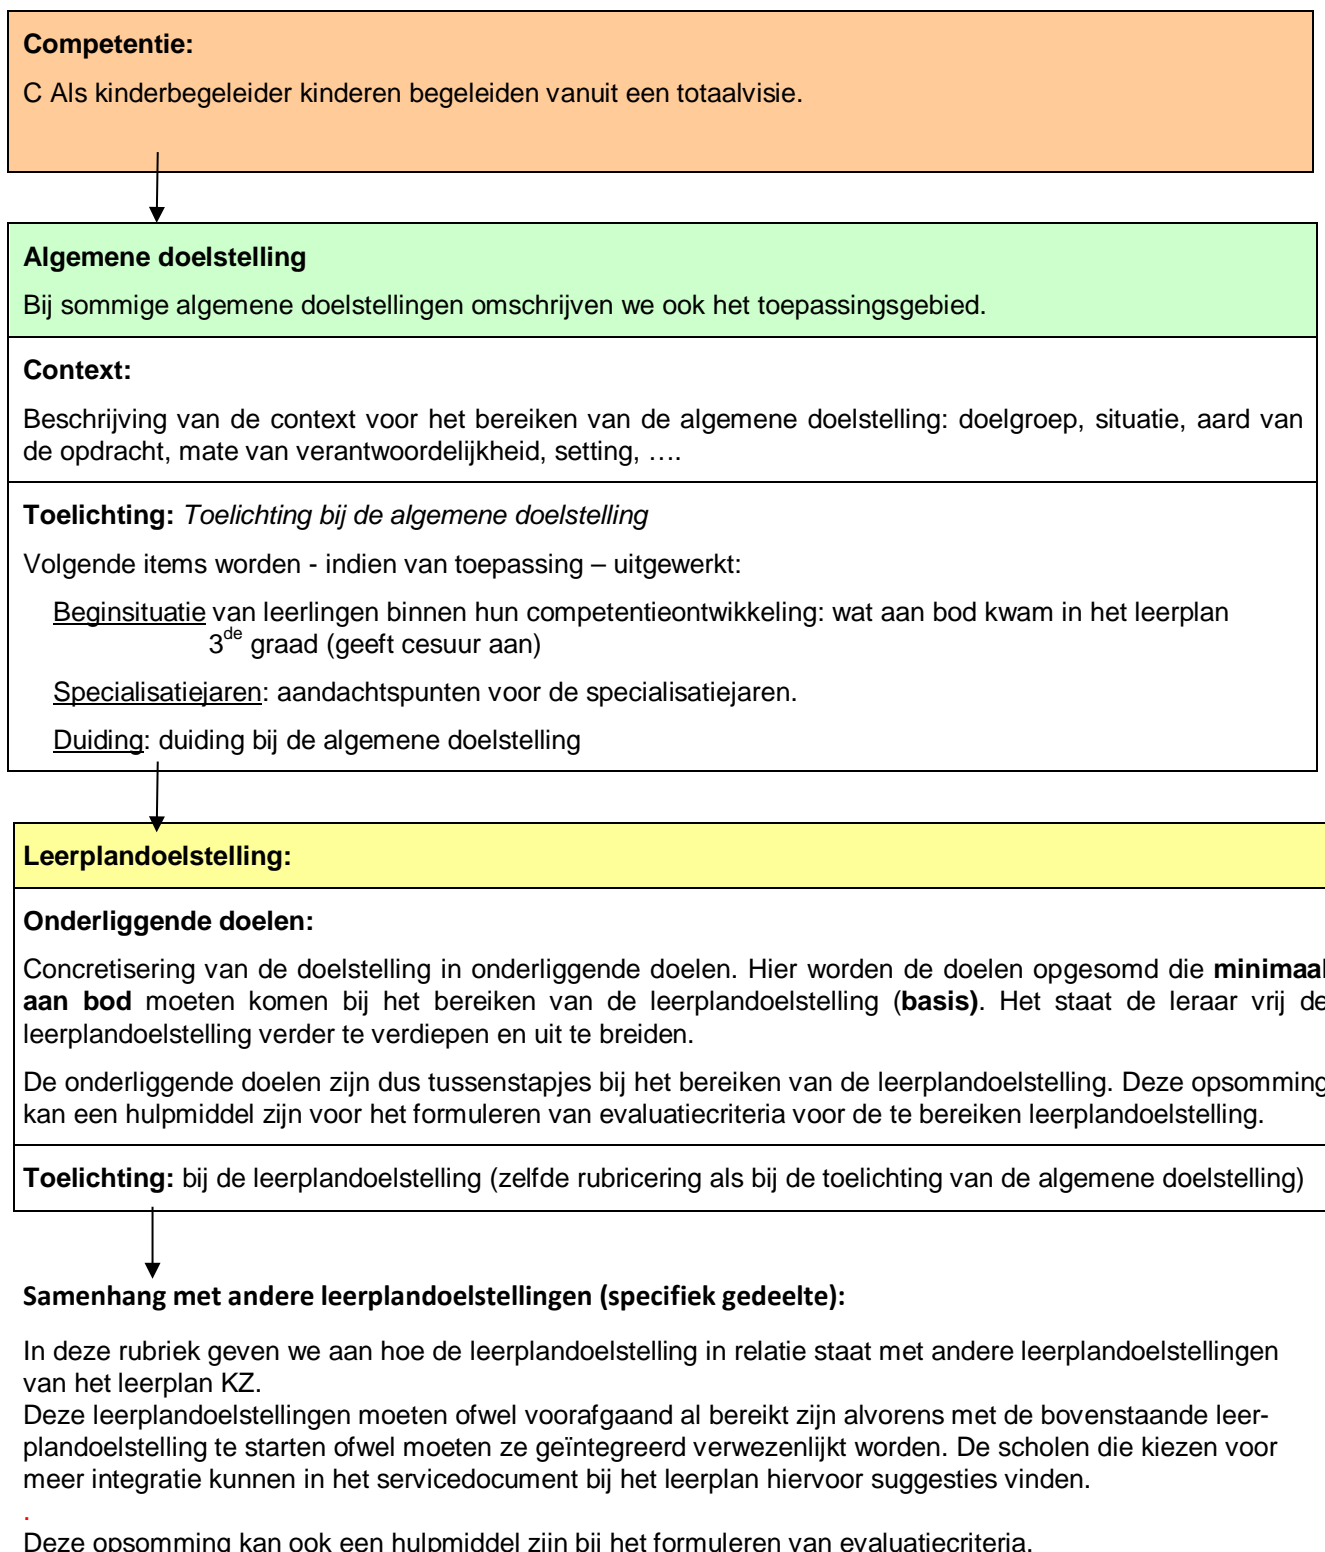 Competentie:
C Als kinderbegeleider kinderen begeleiden vanuit een totaalvisie.
Algemene doelstelling
Bij sommige algemene doelstellingen omschrijven we ook het toepassingsgebied.
Context:
Beschrijving van de context voor het bereiken van de algemene doelstelling: doelgroep, situatie, aard van
de opdracht, mate van verantwoordelijkheid, setting, ….
Toelichting: Toelichting bij de algemene doelstelling
Volgende items worden - indien van toepassing – uitgewerkt:
Beginsituatie van leerlingen binnen hun competentieontwikkeling: wat aan bod kwam in het leerplan
3de graad (geeft cesuur aan)
Specialisatiejaren: aandachtspunten voor de specialisatiejaren.
Duiding: duiding bij de algemene doelstelling
Leerplandoelstelling:
Onderliggende doelen:
Concretisering van de doelstelling in onderliggende doelen. Hier worden de doelen opgesomd die minimaal
aan bod moeten komen bij het bereiken van de leerplandoelstelling (basis). Het staat de leraar vrij de
leerplandoelstelling verder te verdiepen en uit te breiden.
De onderliggende doelen zijn dus tussenstapjes bij het bereiken van de leerplandoelstelling. Deze opsomming
kan een hulpmiddel zijn voor het formuleren van evaluatiecriteria voor de te bereiken leerplandoelstelling.
Toelichting: bij de leerplandoelstelling (zelfde rubricering als bij de toelichting van de algemene doelstelling)
Samenhang met andere leerplandoelstellingen (specifiek gedeelte):
In deze rubriek geven we aan hoe de leerplandoelstelling in relatie staat met andere leerplandoelstellingen
van het leerplan KZ.
Deze leerplandoelstellingen moeten ofwel voorafgaand al bereikt zijn alvorens met de bovenstaande leer-
plandoelstelling te starten ofwel moeten ze geïntegreerd verwezenlijkt worden. De scholen die kiezen voor
meer integratie kunnen in het servicedocument bij het leerplan hiervoor suggesties vinden.
.
Deze opsomming kan ook een hulpmiddel zijn bij het formuleren van evaluatiecriteria.